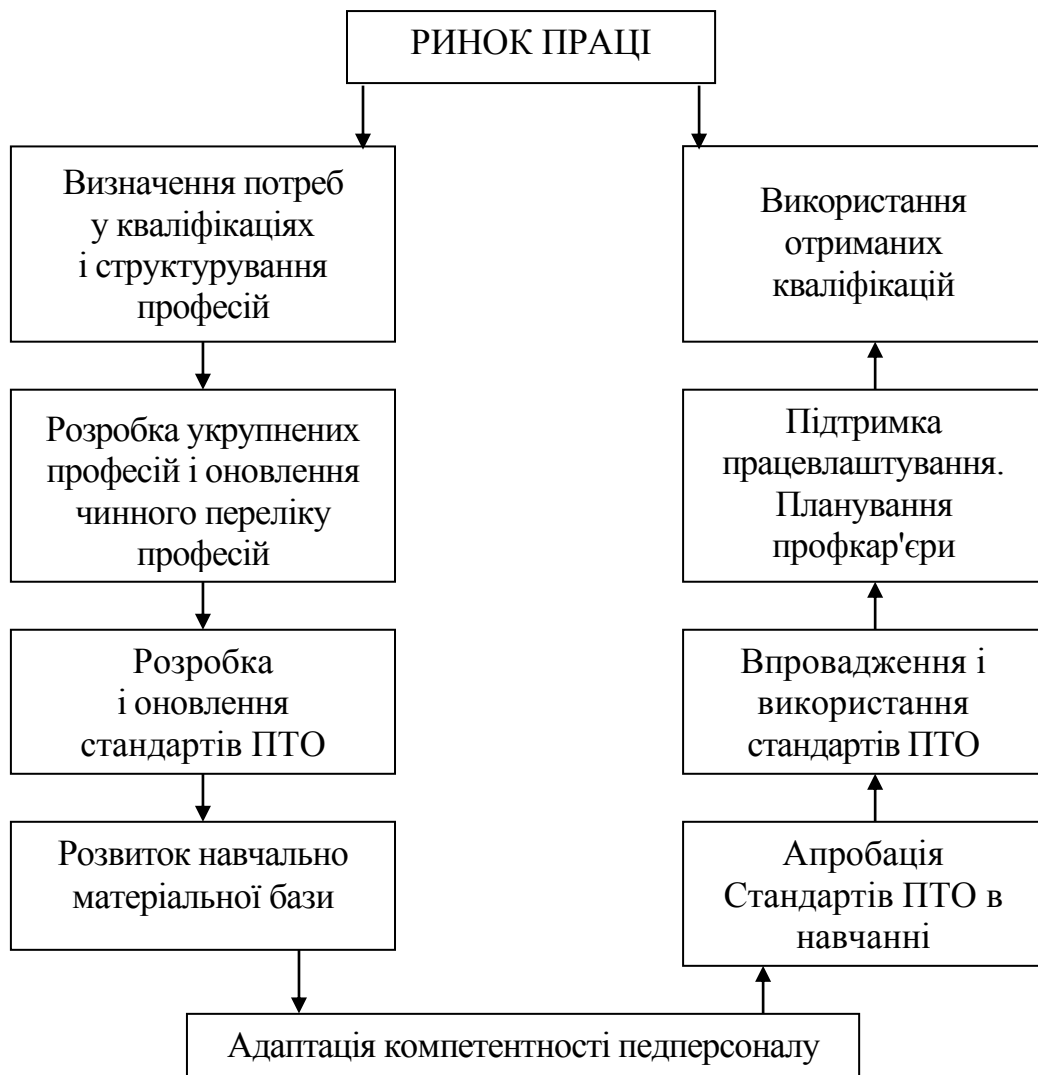 РИНОК ПРАЦІ
Визначення потреб
у кваліфікаціях
і структурування
професій
Розробка укрупнених
професій і оновлення
чинного переліку
професій
Розробка
і оновлення
стандартів ПТО
Розвиток навчально
матеріальної бази
Адаптація компетентності педперсоналу
Апробація
Стандартів ПТО в
навчанні
Впровадження і
використання
стандартів ПТО
Підтримка
працевлаштування.
Планування
профкар'єри
Використання
отриманих
кваліфікацій